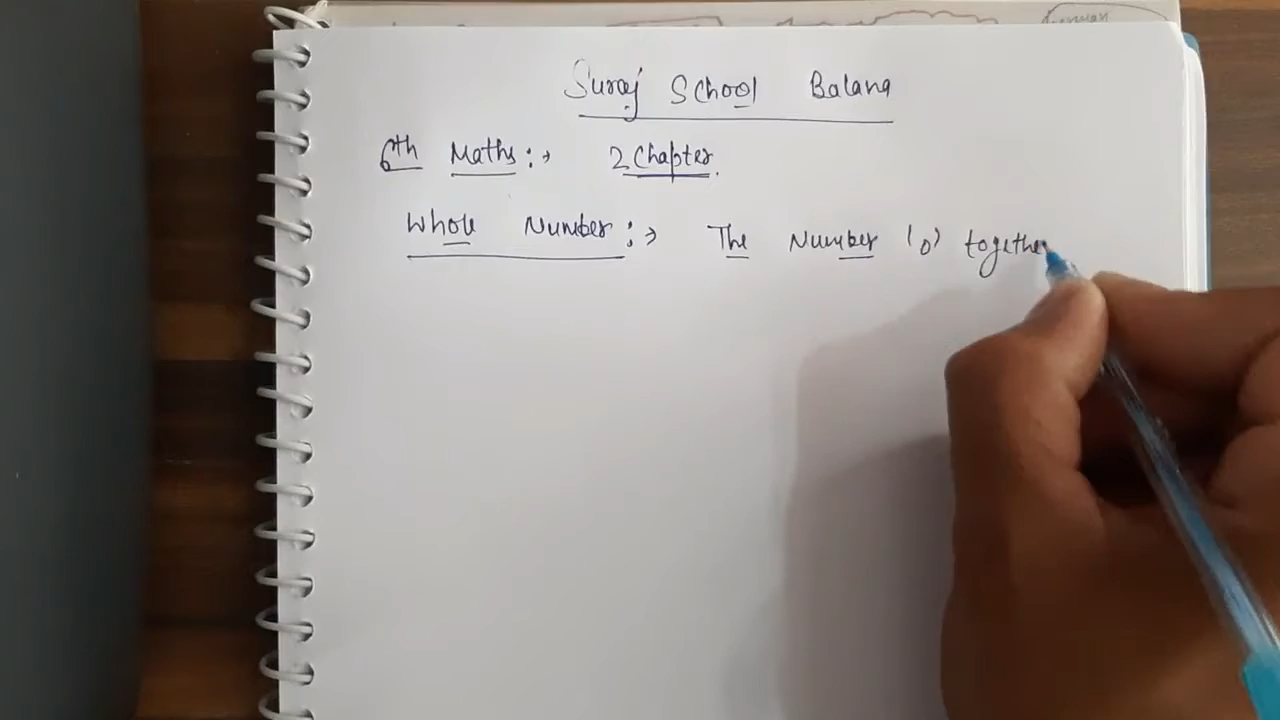 Suraj School Balana
6th Maths :→ 2 Chapter.
Whole Number :→ The Number '0' together